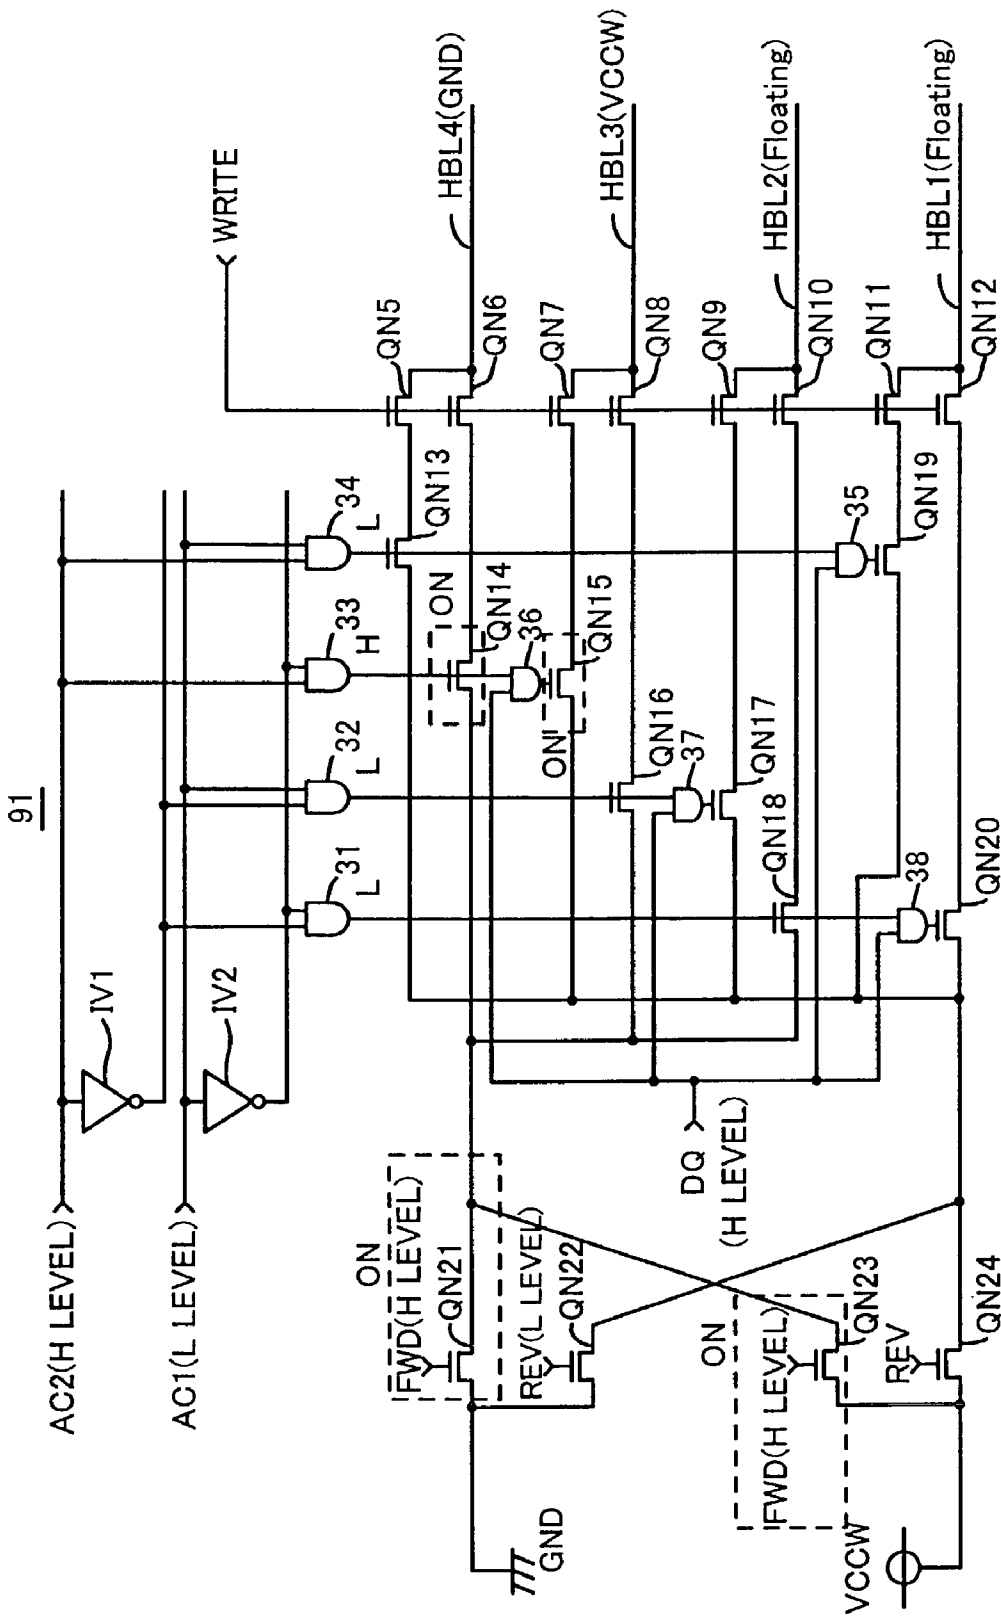 91
AC2(H LEVEL)
AC1(L LEVEL)
IV1
IV2
31
L
32
L
33
H
34
L
WRITE
ON
FWD(H LEVEL)
QN21
REV(L LEVEL)
QN22
ON
FWD(H LEVEL)
QN23
REV
QN24
GND
VCCW
DQ
(H LEVEL)
QN13
ON
QN14
36
ON
QN15
QN16
37
QN17
QN18
35
QN19
38
QN20
QN5
QN6
QN7
QN8
QN9
QN10
QN11
QN12
HBL4(GND)
HBL3(VCCW)
HBL2(Floating)
HBL1(Floating)